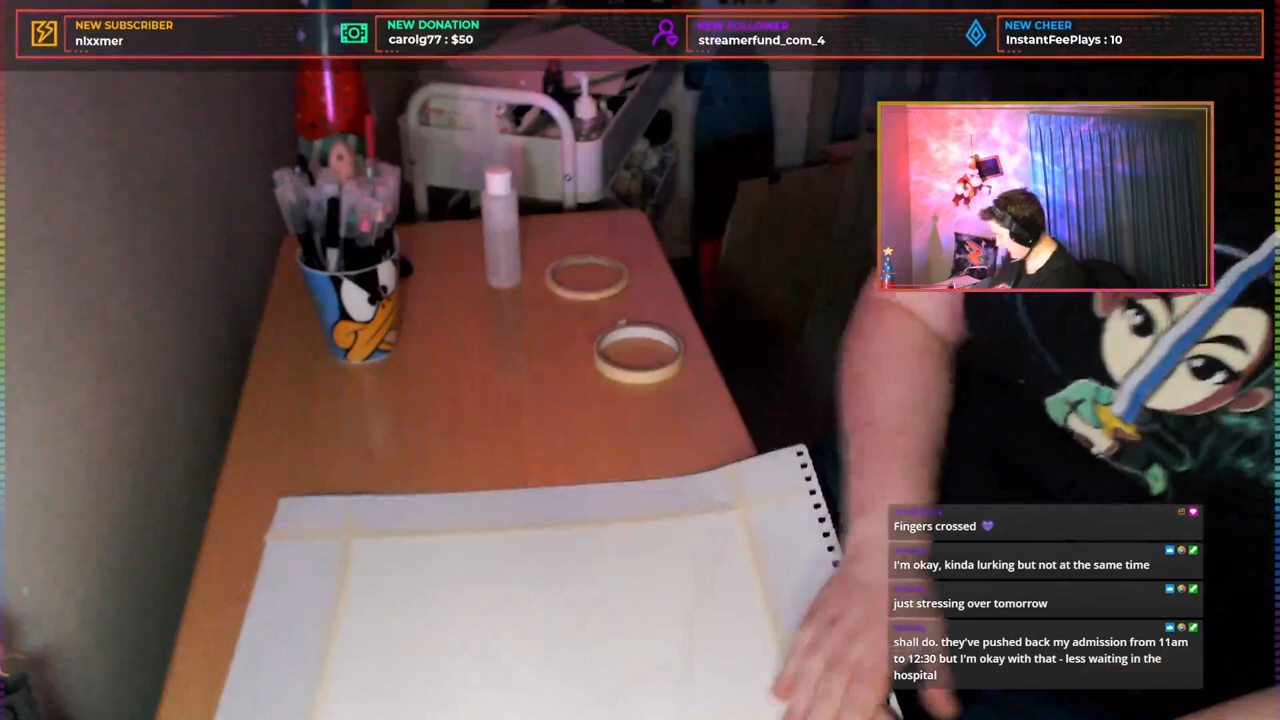 NEW SUBSCRIBER
nlxxmer
NEW DONATION
carolg77 : $50
NEW FOLLOWER
streamerfund_com_4
NEW CHEER
InstantFeePlays : 10
Fingers crossed 💜
I'm okay, kinda lurking but not at the same time
just stressing over tomorrow
shall do. they've pushed back my admission from 11am
to 12:30 but I'm okay with that - less waiting in the
hospital